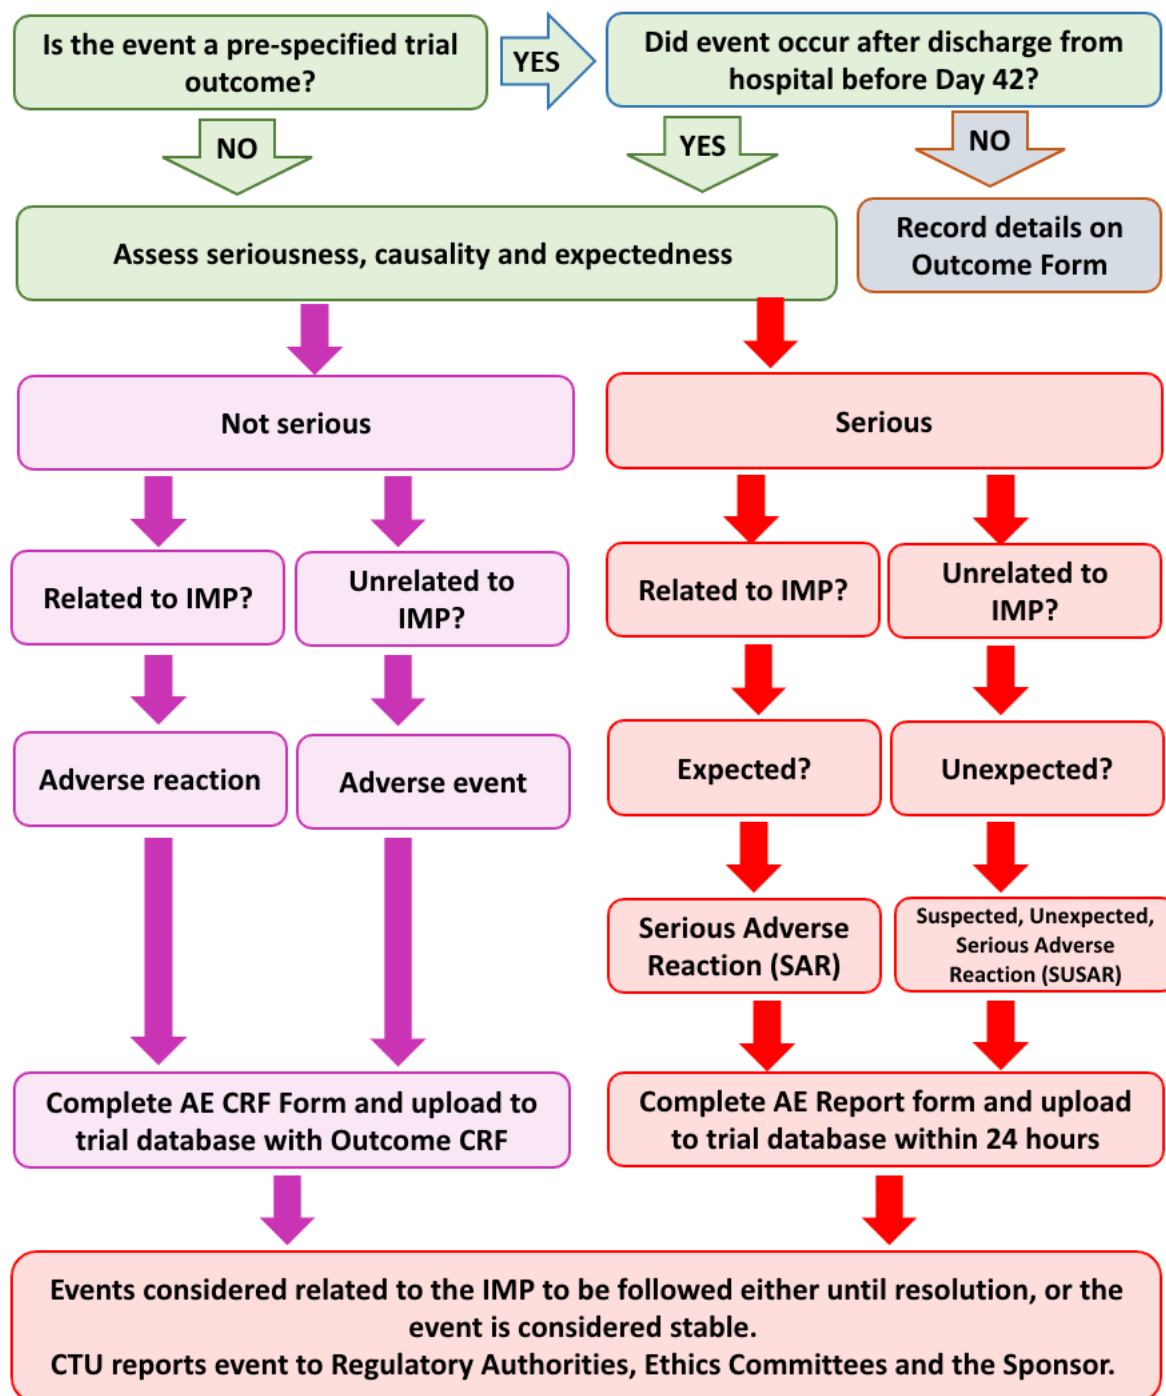 Is the event a pre-specified trial
outcome?
YES
Did event occur after discharge from
hospital before Day 42?
NO
YES
NO
Assess seriousness, causality and expectedness
Record details on
Outcome Form
Not serious
Serious
Related to IMP?
Unrelated to
IMP?
Related to IMP?
Unrelated to
IMP?
Adverse reaction
Adverse event
Expected?
Unexpected?
Serious Adverse
Reaction (SAR)
Suspected, Unexpected,
Serious Adverse
Reaction (SUSAR)
Complete AE CRF Form and upload to
trial database with Outcome CRF
Complete AE Report form and upload
to trial database within 24 hours
Events considered related to the IMP to be followed either until resolution, or the
event is considered stable.
CTU reports event to Regulatory Authorities, Ethics Committees and the Sponsor.